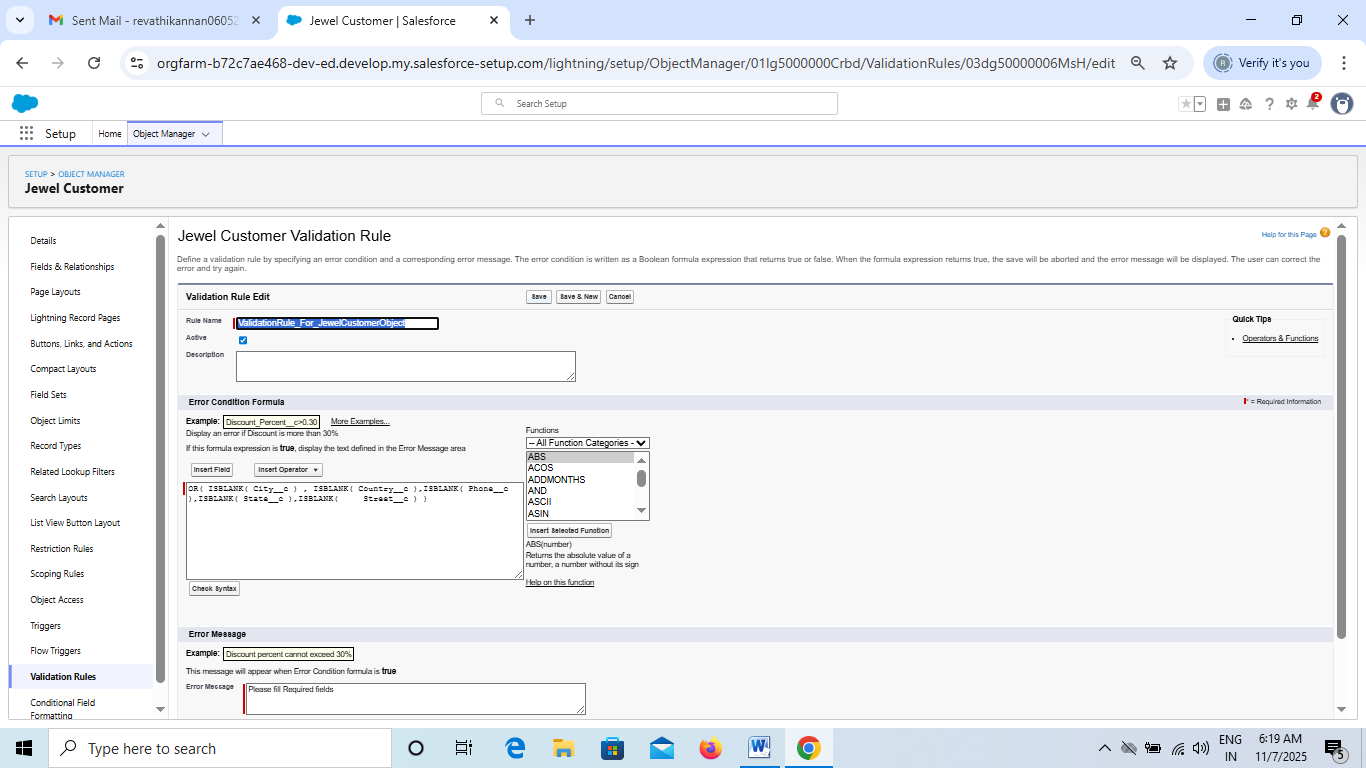 Sent Mail - revathikannan06052
Jewel Customer | Salesforce
orgfarm-b72c7ae468-dev-ed.develop.my.salesforce-setup.com/lightning/setup/ObjectManager/01Ig5000000Crbd/ValidationRules/03dg50000006MsH/edit
R
Verify it's you
Search Setup
2
Setup
Home
Object Manager
SETUP > OBJECT MANAGER
Jewel Customer
Details
Fields & Relationships
Page Layouts
Lightning Record Pages
Buttons, Links, and Actions
Compact Layouts
Field Sets
Object Limits
Record Types
Related Lookup Filters
Search Layouts
List View Button Layout
Restriction Rules
Scoping Rules
Object Access
Triggers
Flow Triggers
Validation Rules
Conditional Field
Formatting
Jewel Customer Validation Rule
Help for this Page
Define a validation rule by specifying an error condition and a corresponding error message. The error condition is written as a Boolean formula expression that returns true or false. When the formula expression returns true, the save will be aborted and the error message will be displayed. The user can correct the
error and try again.
Validation Rule Edit
Save
Save & New
Cancel
Rule Name
ValidationRule_For_JewelCustomerObject
Active
Description
Quick Tips
Operators & Functions
Error Condition Formula
= Required Information
Example:
Discount_Percent__c>0.30
More Examples...
Display an error if Discount is more than 30%
If this formula expression is true, display the text defined in the Error Message area
Insert Field
Insert Operator
OR( ISBLANK( City__c ) , ISBLANK( Country__c ),ISBLANK( Phone__c
),ISBLANK( State__c ),ISBLANK( Street__c ) )
Check Syntax
Functions
-- All Function Categories --
ABS
ACOS
ADDMONTHS
AND
ASCII
ASIN
Insert Selected Function
ABS(number)
Returns the absolute value of a
number, a number without its sign
Help on this function
Error Message
Example:
Discount percent cannot exceed 30%
This message will appear when Error Condition formula is true
Error Message
Please fill Required fields
Type here to search
ENG
IN
6:19 AM
11/7/2025
5